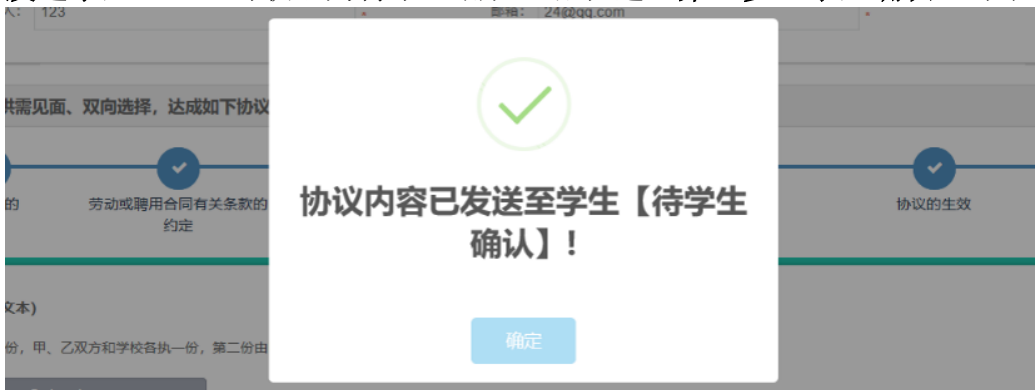 人： 123 * 邮箱： 24@qq.com *
供需见面、双向选择，达成如下协议
的
劳动或聘用合同有关条款的
约定
协议的生效
协议内容已发送至学生【待学生
确认】！
文本)
份，甲、乙双方和学校各执一份，第二份由
确定